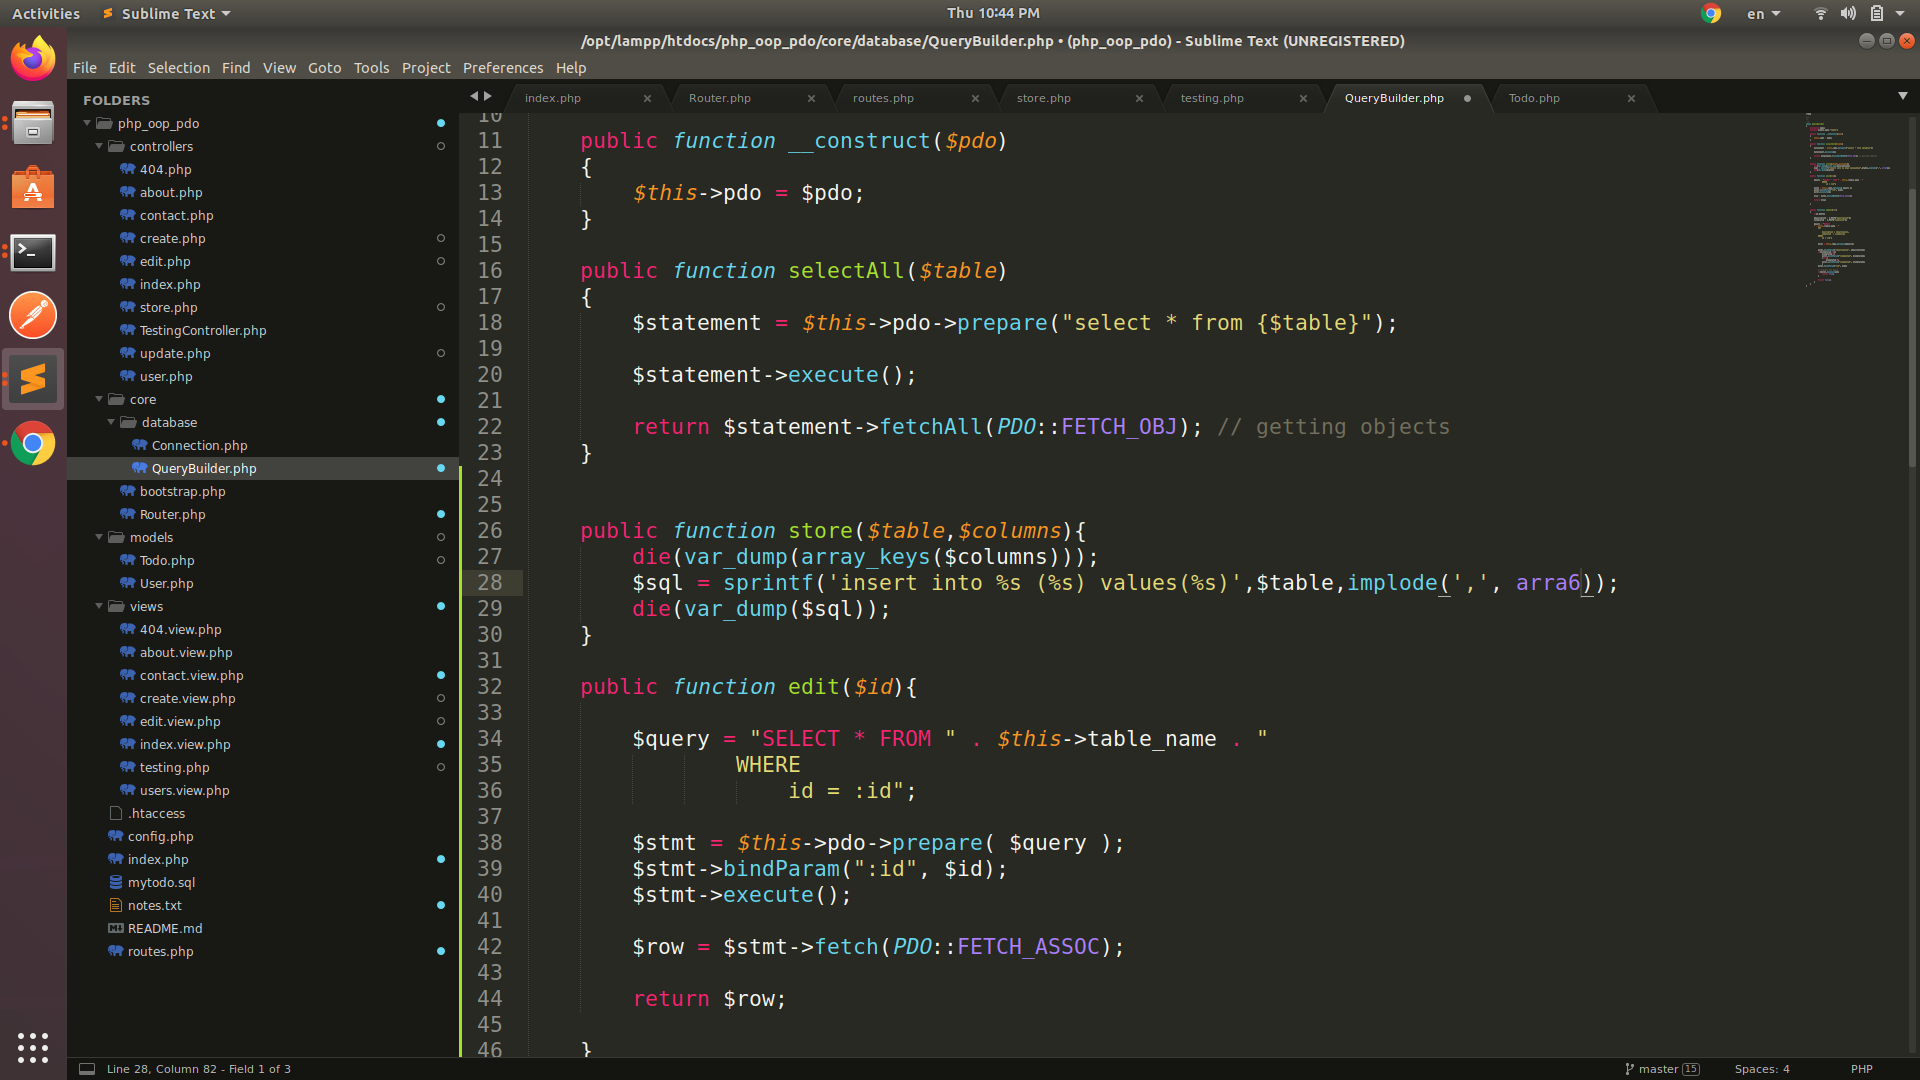 Activities
Sublime Text
Thu 10:44 PM
en
/opt/lampp/htdocs/php_oop_pdo/core/database/QueryBuilder.php • (php_oop_pdo) - Sublime Text (UNREGISTERED)
File Edit Selection Find View Goto Tools Project Preferences Help
FOLDERS
php_oop_pdo
controllers
404.php
about.php
contact.php
create.php
edit.php
index.php
store.php
TestingController.php
update.php
user.php
core
database
Connection.php
QueryBuilder.php
bootstrap.php
Router.php
models
Todo.php
User.php
views
404.view.php
about.view.php
contact.view.php
create.view.php
edit.view.php
index.view.php
testing.php
users.view.php
.htaccess
config.php
index.php
mytodo.sql
notes.txt
README.md
routes.php
index.php × Router.php × routes.php × store.php × testing.php × QueryBuilder.php • Todo.php ×
10
11 public function __construct($pdo)
12 {
13 $this->pdo = $pdo;
14 }
15
16 public function selectAll($table)
17 {
18 $statement = $this->pdo->prepare("select * from {$table}");
19
20 $statement->execute();
21
22 return $statement->fetchAll(PDO::FETCH_OBJ); // getting objects
23 }
24
25
26 public function store($table,$columns){
27 die(var_dump(array_keys($columns)));
28 $sql = sprintf('insert into %s (%s) values(%s)',$table,implode(',', arra6));
29 die(var_dump($sql));
30 }
31
32 public function edit($id){
33
34 $query = "SELECT * FROM " . $this->table_name . "
35 WHERE
36 id = :id";
37
38 $stmt = $this->pdo->prepare( $query );
39 $stmt->bindParam(":id", $id);
40 $stmt->execute();
41
42 $row = $stmt->fetch(PDO::FETCH_ASSOC);
43
44 return $row;
45
46 }
Line 28, Column 82 - Field 1 of 3
master 15
Spaces: 4
PHP